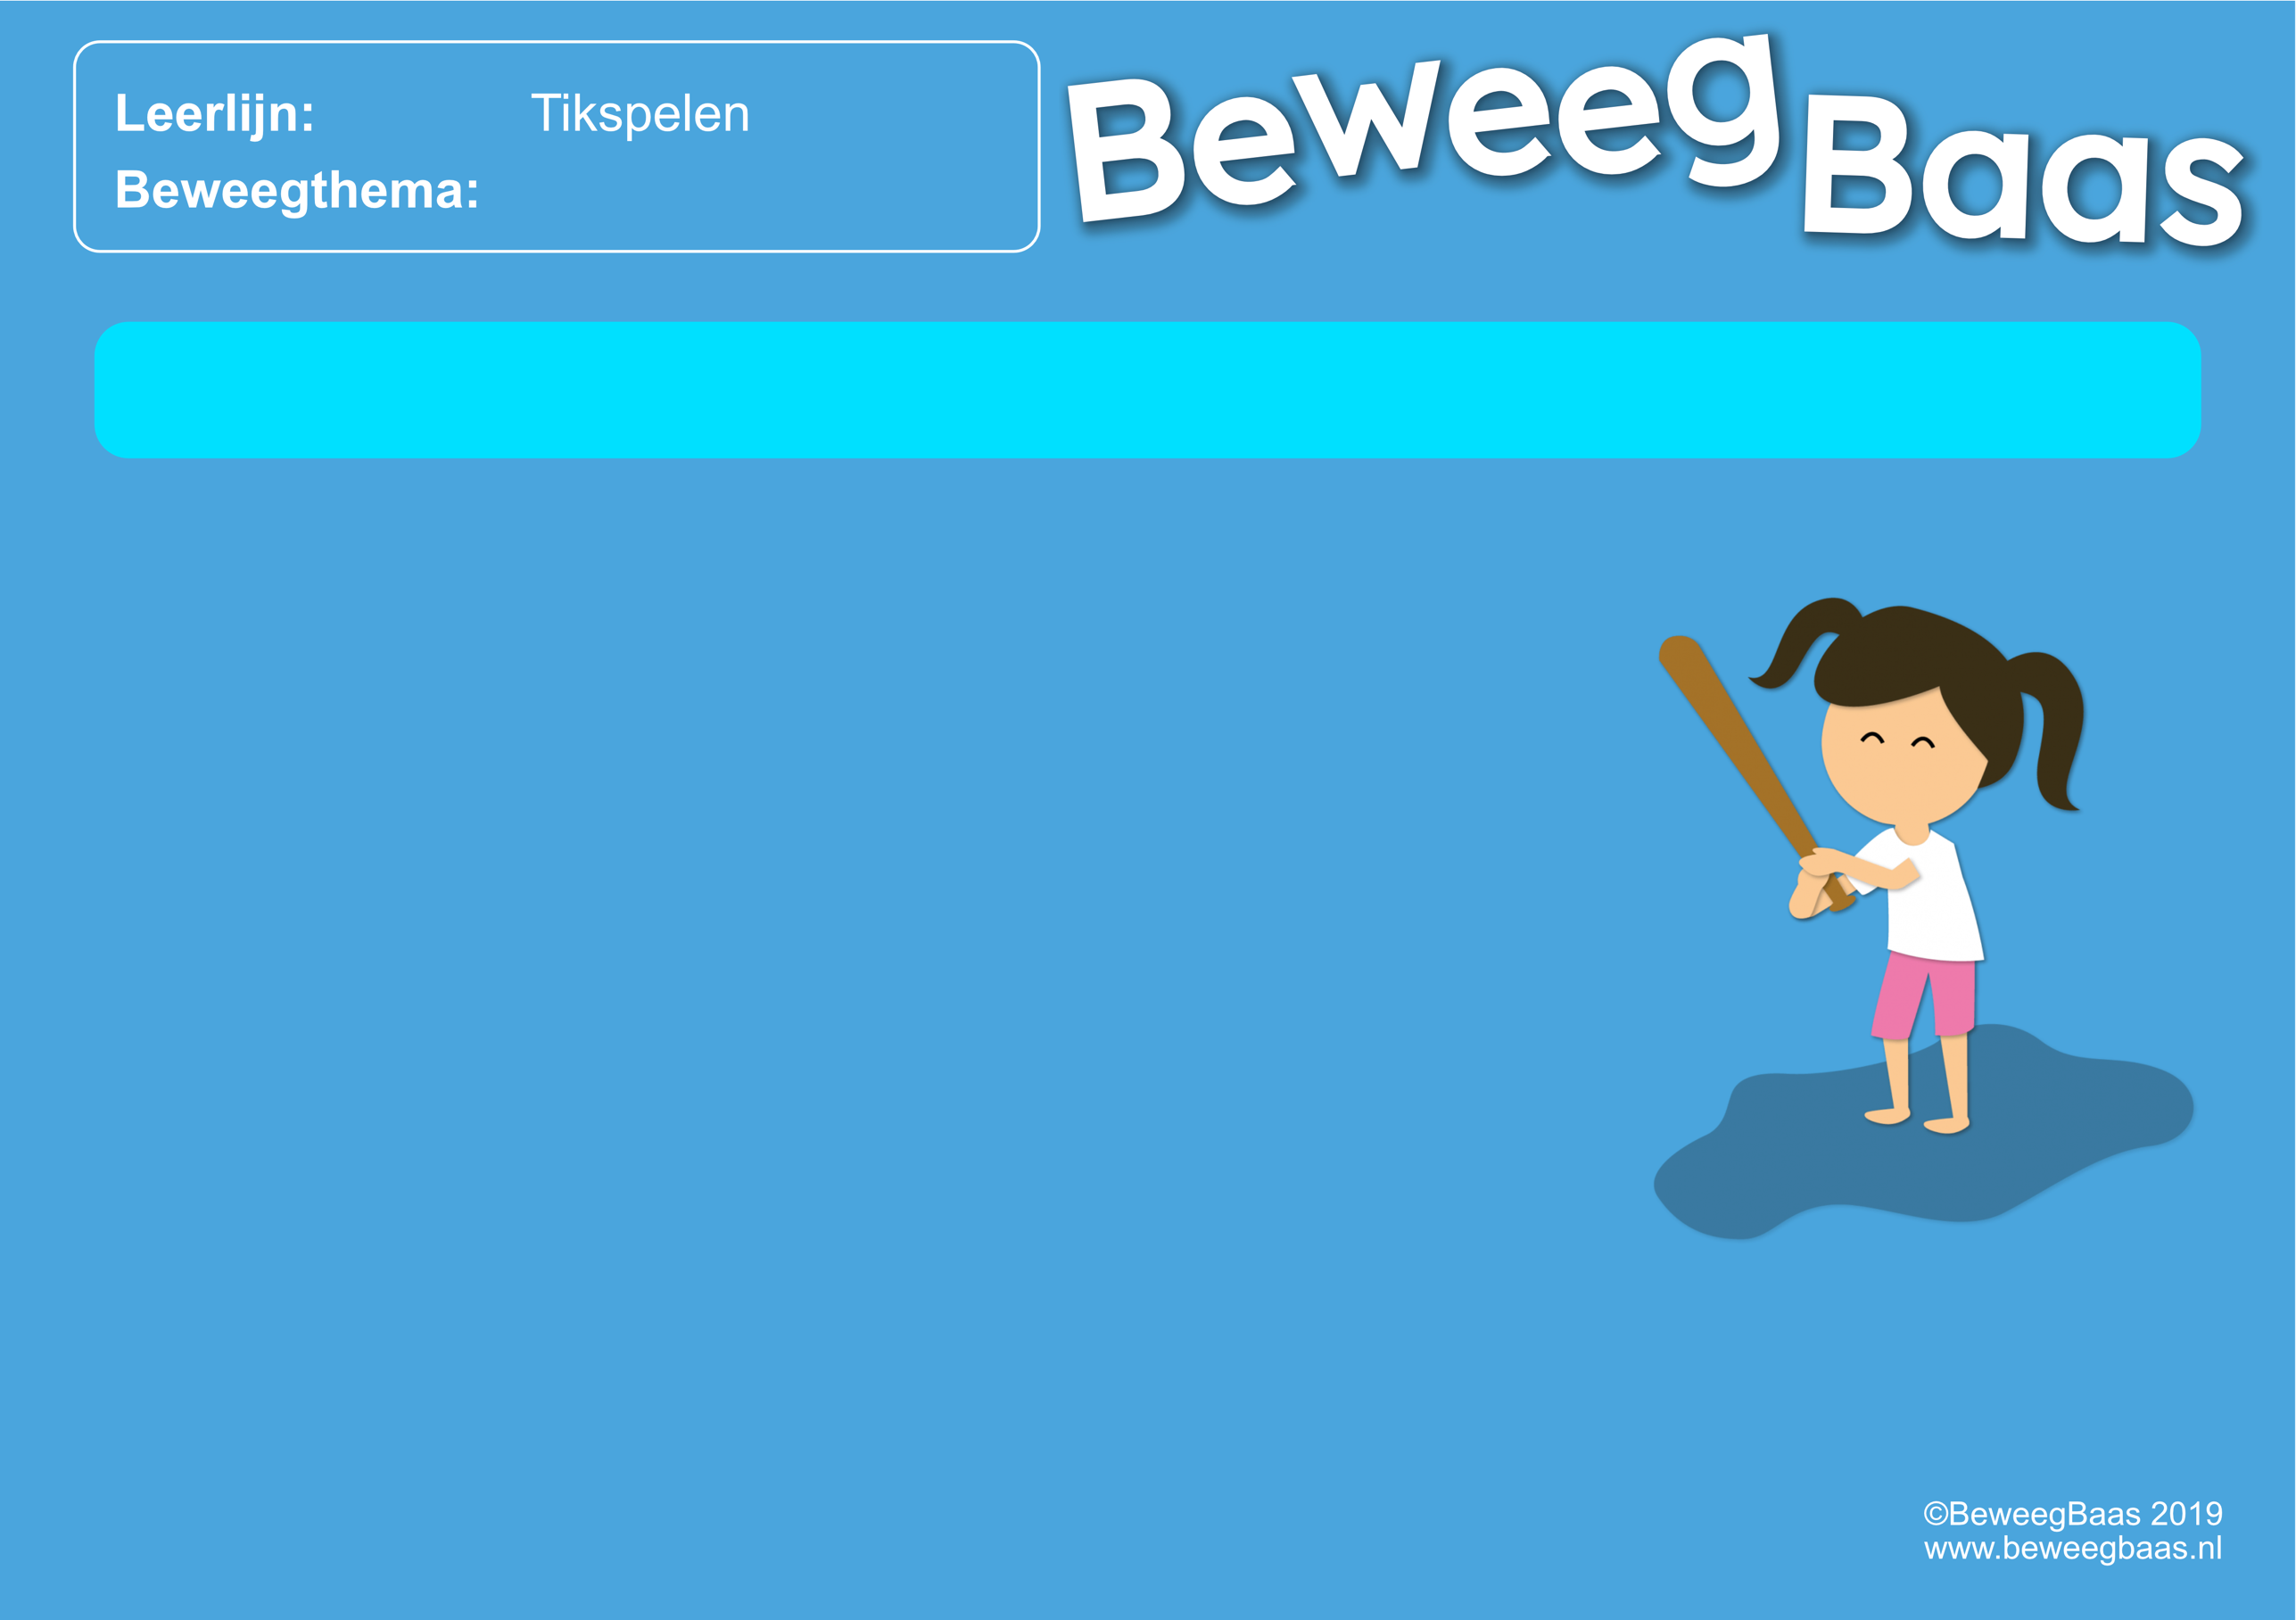 Leerlijn: Tikspelen
Beweegthema:
BeweegBaas
©BeweegBaas 2019
www.beweegbaas.nl